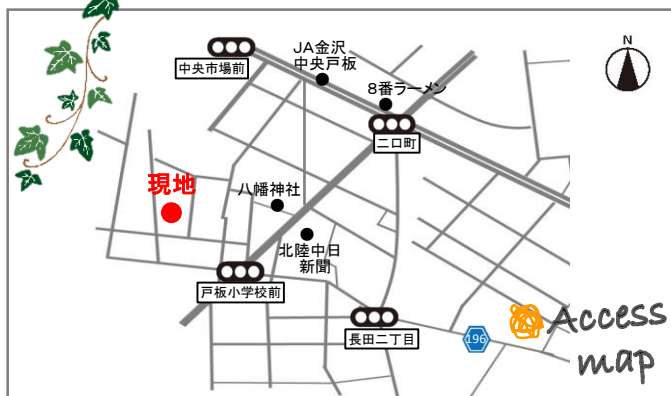 中央市場前
JA金沢
中央戸板
8番ラーメン
二口町
N
現地
八幡神社
北陸中日
新聞
戸板小学校前
長田二丁目
196
Access
map